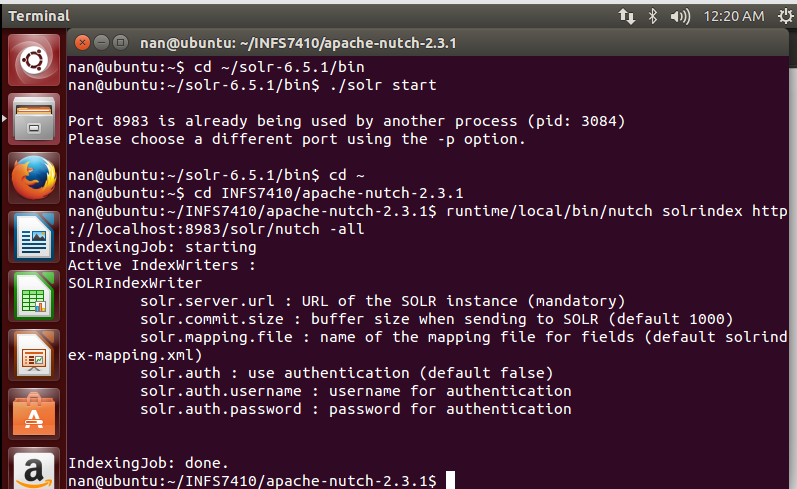 Terminal
12:20 AM
nan@ubuntu: ~/INFS7410/apache-nutch-2.3.1
nan@ubuntu:~$ cd ~/solr-6.5.1/bin
nan@ubuntu:~/solr-6.5.1/bin$ ./solr start
Port 8983 is already being used by another process (pid: 3084)
Please choose a different port using the -p option.
nan@ubuntu:~/solr-6.5.1/bin$ cd ~
nan@ubuntu:~$ cd INFS7410/apache-nutch-2.3.1
nan@ubuntu:~/INFS7410/apache-nutch-2.3.1$ runtime/local/bin/nutch solrindex http
://localhost:8983/solr/nutch -all
IndexingJob: starting
Active IndexWriters :
SOLRIndexWriter
solr.server.url : URL of the SOLR instance (mandatory)
solr.commit.size : buffer size when sending to SOLR (default 1000)
solr.mapping.file : name of the mapping file for fields (default solrind
ex-mapping.xml)
solr.auth : use authentication (default false)
solr.auth.username : username for authentication
solr.auth.password : password for authentication
IndexingJob: done.
nan@ubuntu:~/INFS7410/apache-nutch-2.3.1$